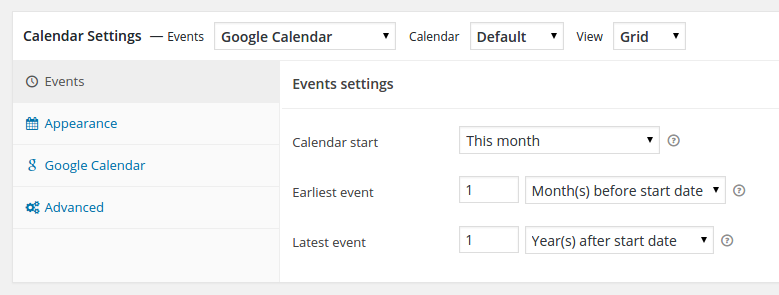 Calendar Settings — Events Google Calendar Calendar Default View Grid
Events
Appearance
Google Calendar
Advanced
Events settings
Calendar start This month ?
Earliest event 1 Month(s) before start date ?
Latest event 1 Year(s) after start date ?